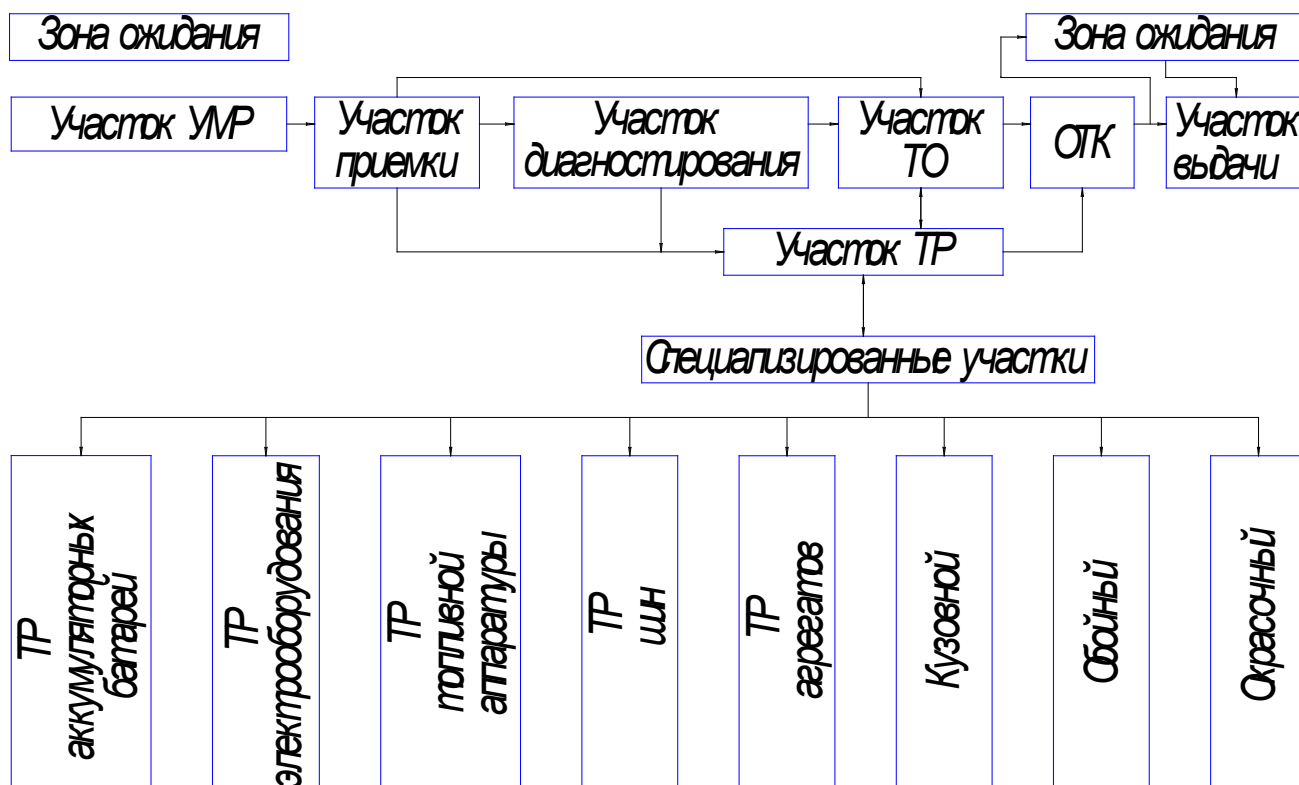 Зона ожидания
Зона ожидания
Участок УМР
Участок
приемки
Участок
диагностирования
Участок
ТО
ОТК
Участок
выдачи
Участок ТР
Специализированные участки
ТР
аккумуляторных
батарей
ТР
электрооборудования
ТР
топливной
аппаратуры
ТР
шин
ТР
агрегатов
Кузовной
Обойный
Окрасочный